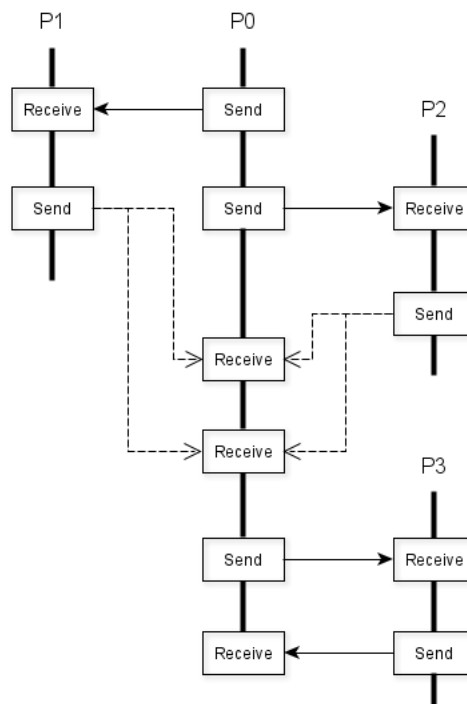 P1 P0
Receive Send P2
Send Send Receive
Send
Receive
Receive P3
Send Receive
Receive Send